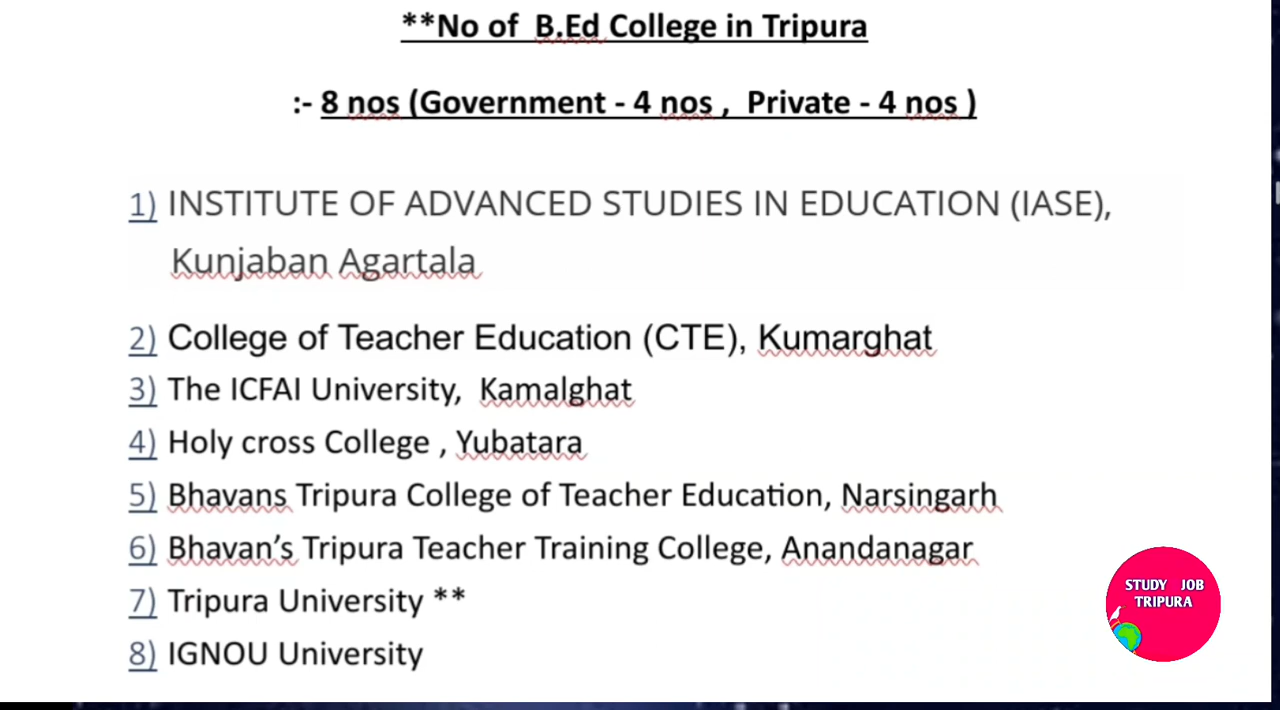 **No of B.Ed College in Tripura
:- 8 nos (Government - 4 nos , Private - 4 nos )
1) INSTITUTE OF ADVANCED STUDIES IN EDUCATION (IASE),
Kunjaban Agartala
2) College of Teacher Education (CTE), Kumarghat
3) The ICFAI University, Kamalghat
4) Holy cross College , Yubatara
5) Bhavans Tripura College of Teacher Education, Narsingarh
6) Bhavan’s Tripura Teacher Training College, Anandanagar
7) Tripura University **
8) IGNOU University
STUDY JOB
TRIPURA